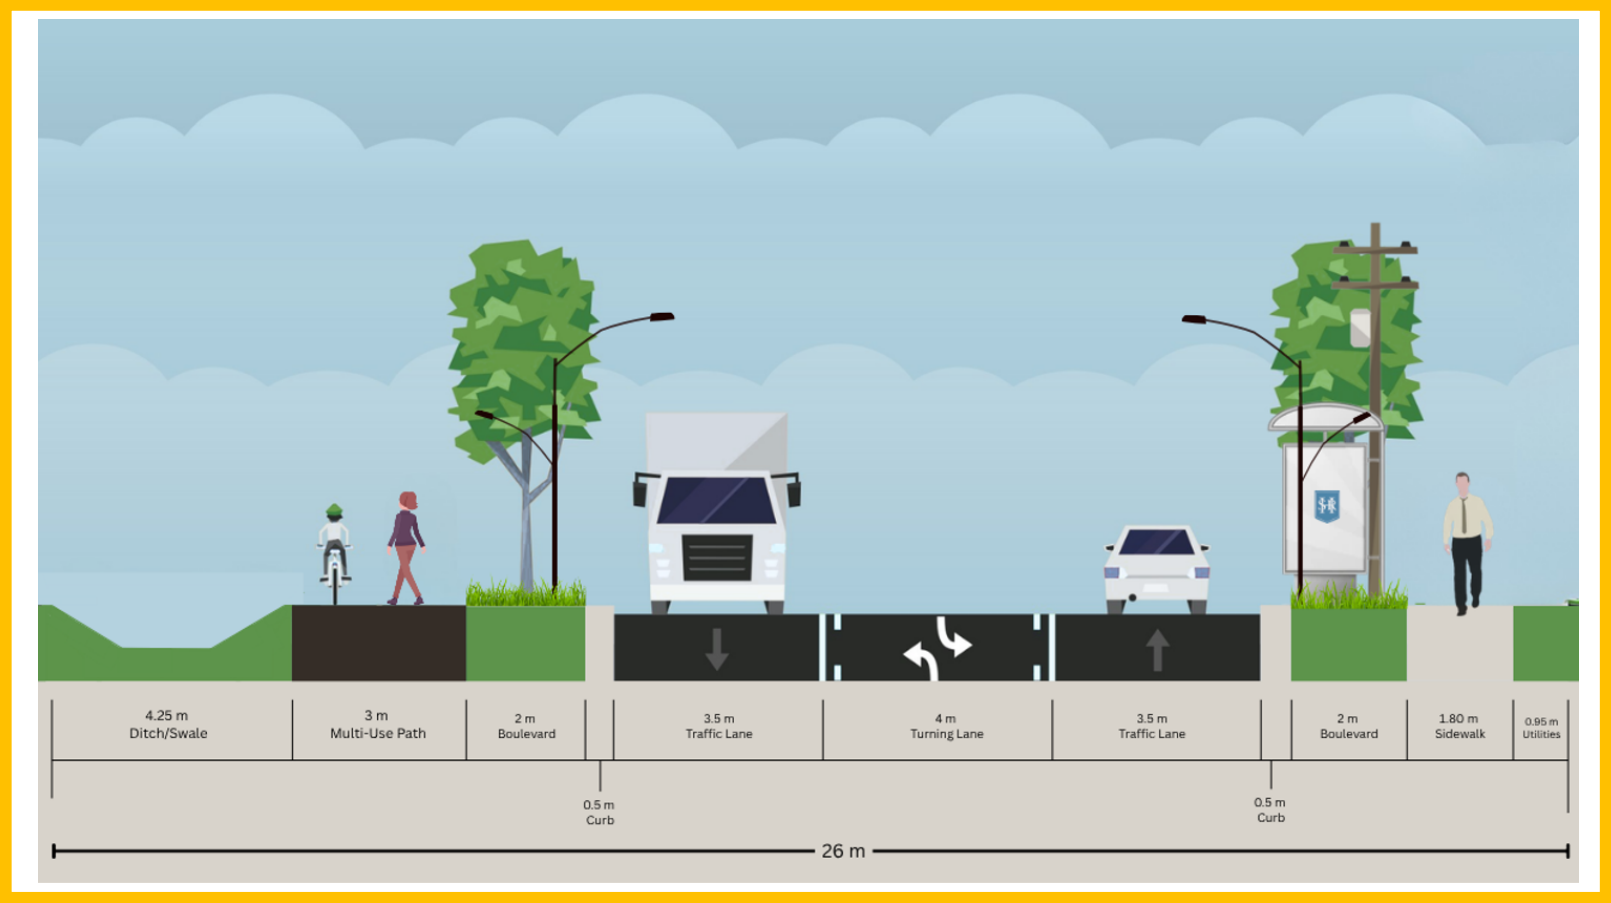 4.25 m
Ditch/Swale
3 m
Multi-Use Path
2 m
Boulevard
3.5 m
Traffic Lane
4 m
Turning Lane
3.5 m
Traffic Lane
2 m
Boulevard
1.80 m
Sidewalk
0.95 m
Utilities
0.5 m
Curb
0.5 m
Curb
26 m